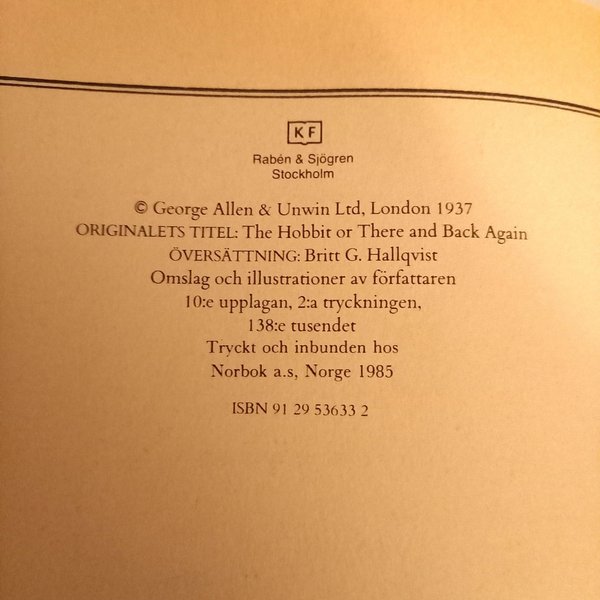 KF
Rabén & Sjögren
Stockholm
© George Allen & Unwin Ltd, London 1937
ORIGINALETS TITEL: The Hobbit or There and Back Again
ÖVERSÄTTNING: Britt G. Hallqvist
Omslag och illustrationer av författaren
10:e upplagan, 2:a tryckningen,
138:e tusendet
Tryckt och inbunden hos
Norbok a.s, Norge 1985
ISBN 91 29 53633 2